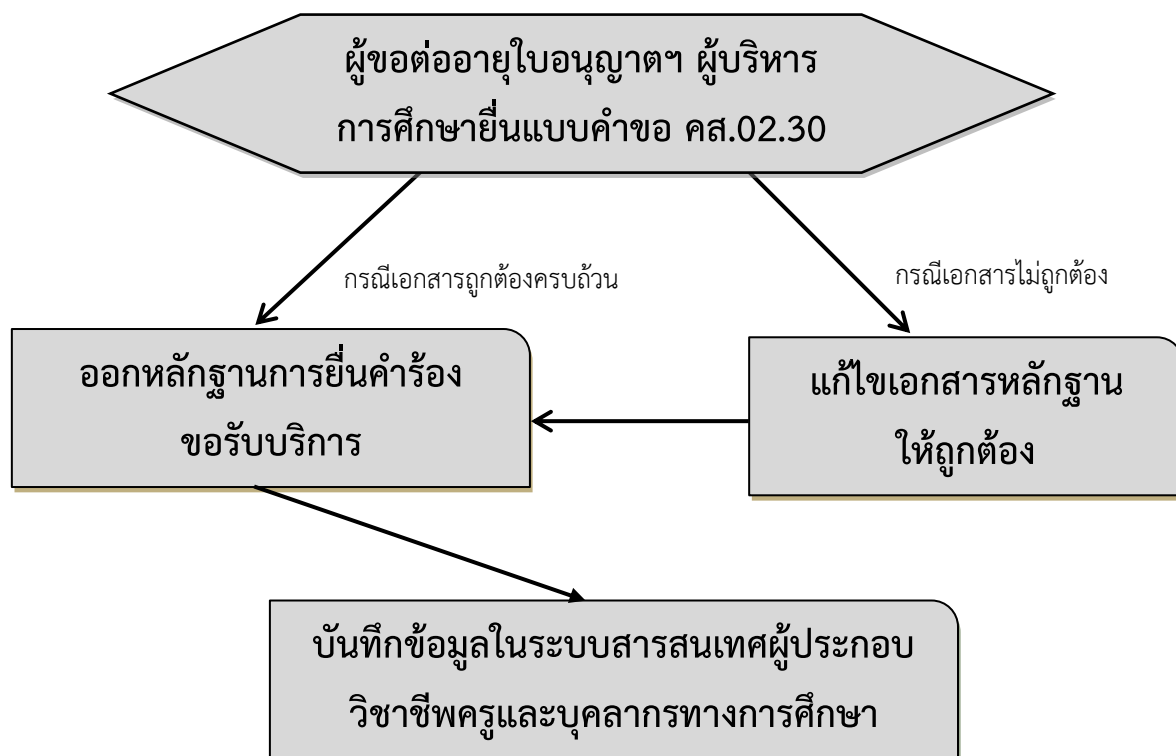 ผู้ขอต่ออายุใบอนุญาตฯ ผู้บริหาร
การศึกษายื่นแบบคำขอ คส.02.30
กรณีเอกสารถูกต้องครบถ้วน
กรณีเอกสารไม่ถูกต้อง
ออกหลักฐานการยื่นคำร้อง
ขอรับบริการ
แก้ไขเอกสารหลักฐาน
ให้ถูกต้อง
บันทึกข้อมูลในระบบสารสนเทศผู้ประกอบ
วิชาชีพครูและบุคลากรทางการศึกษา